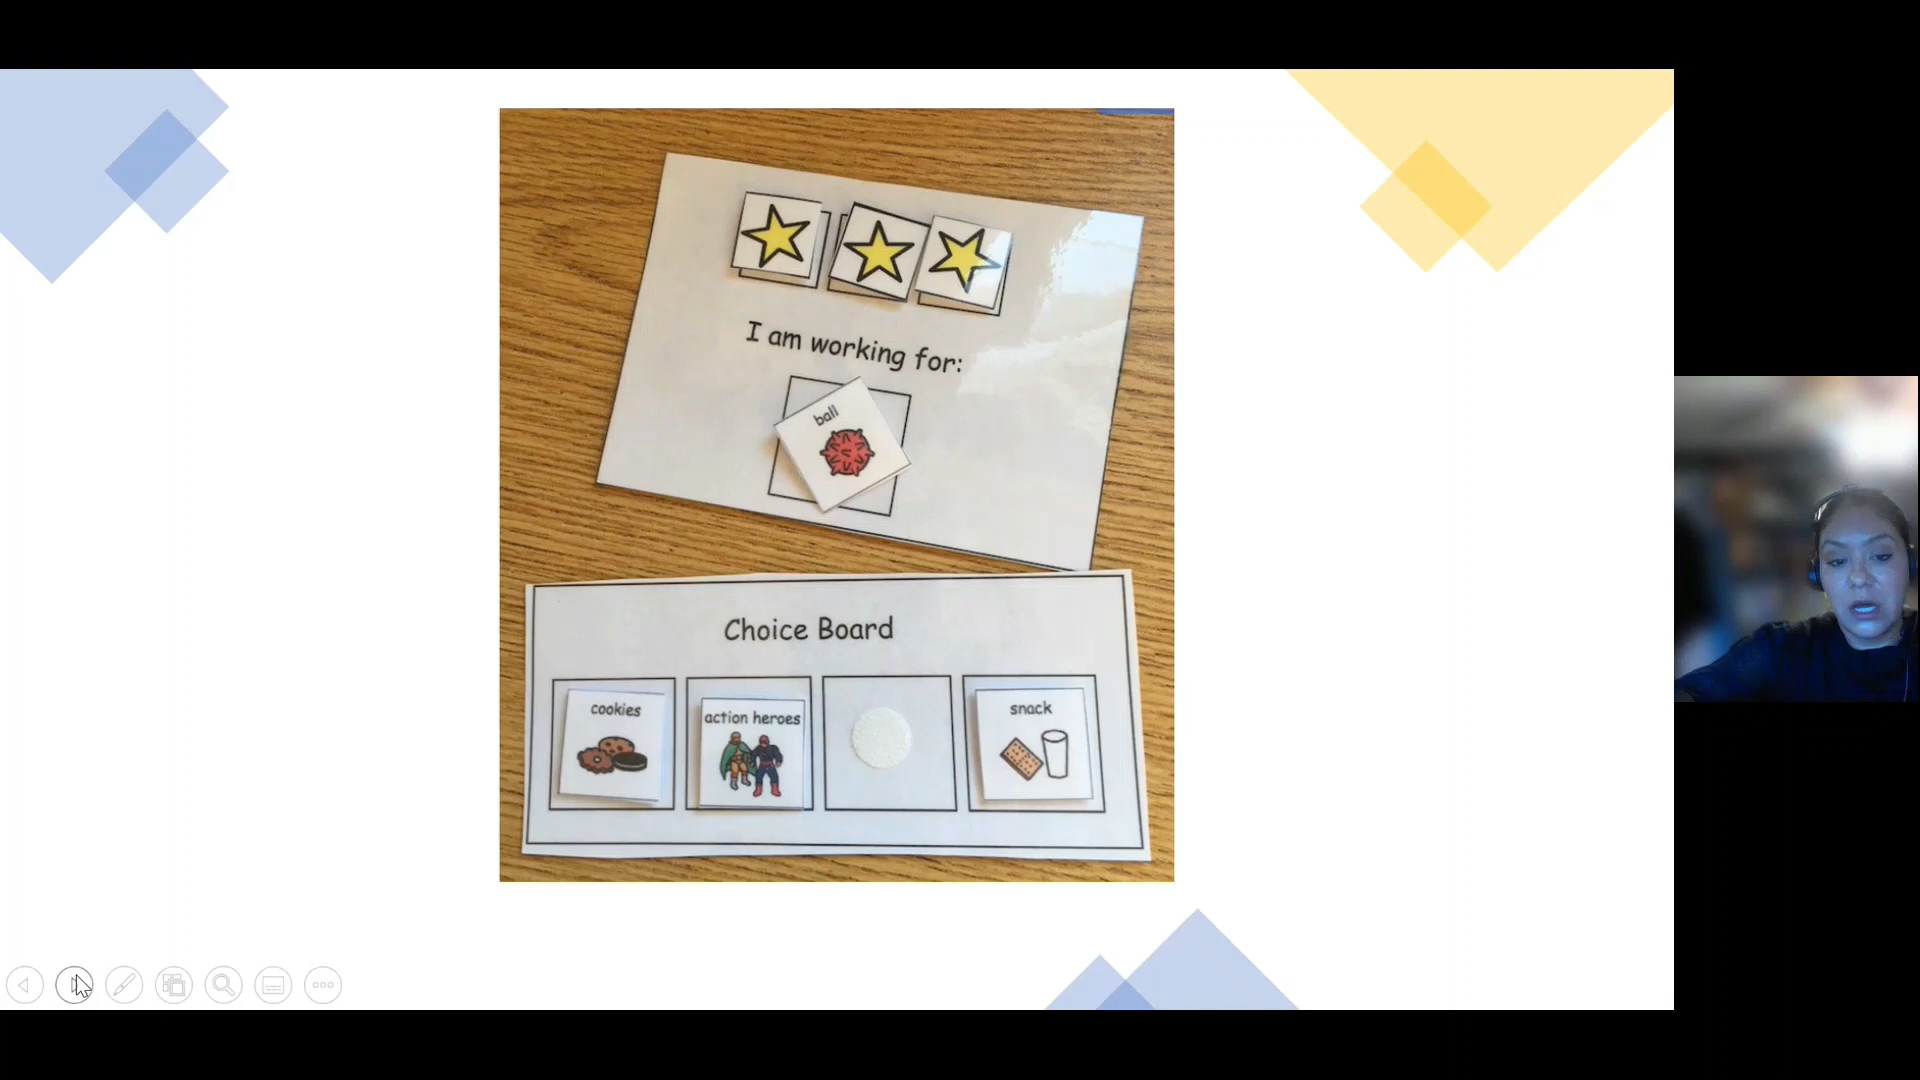 I am working for:
ball
Choice Board
cookies
action heroes
snack